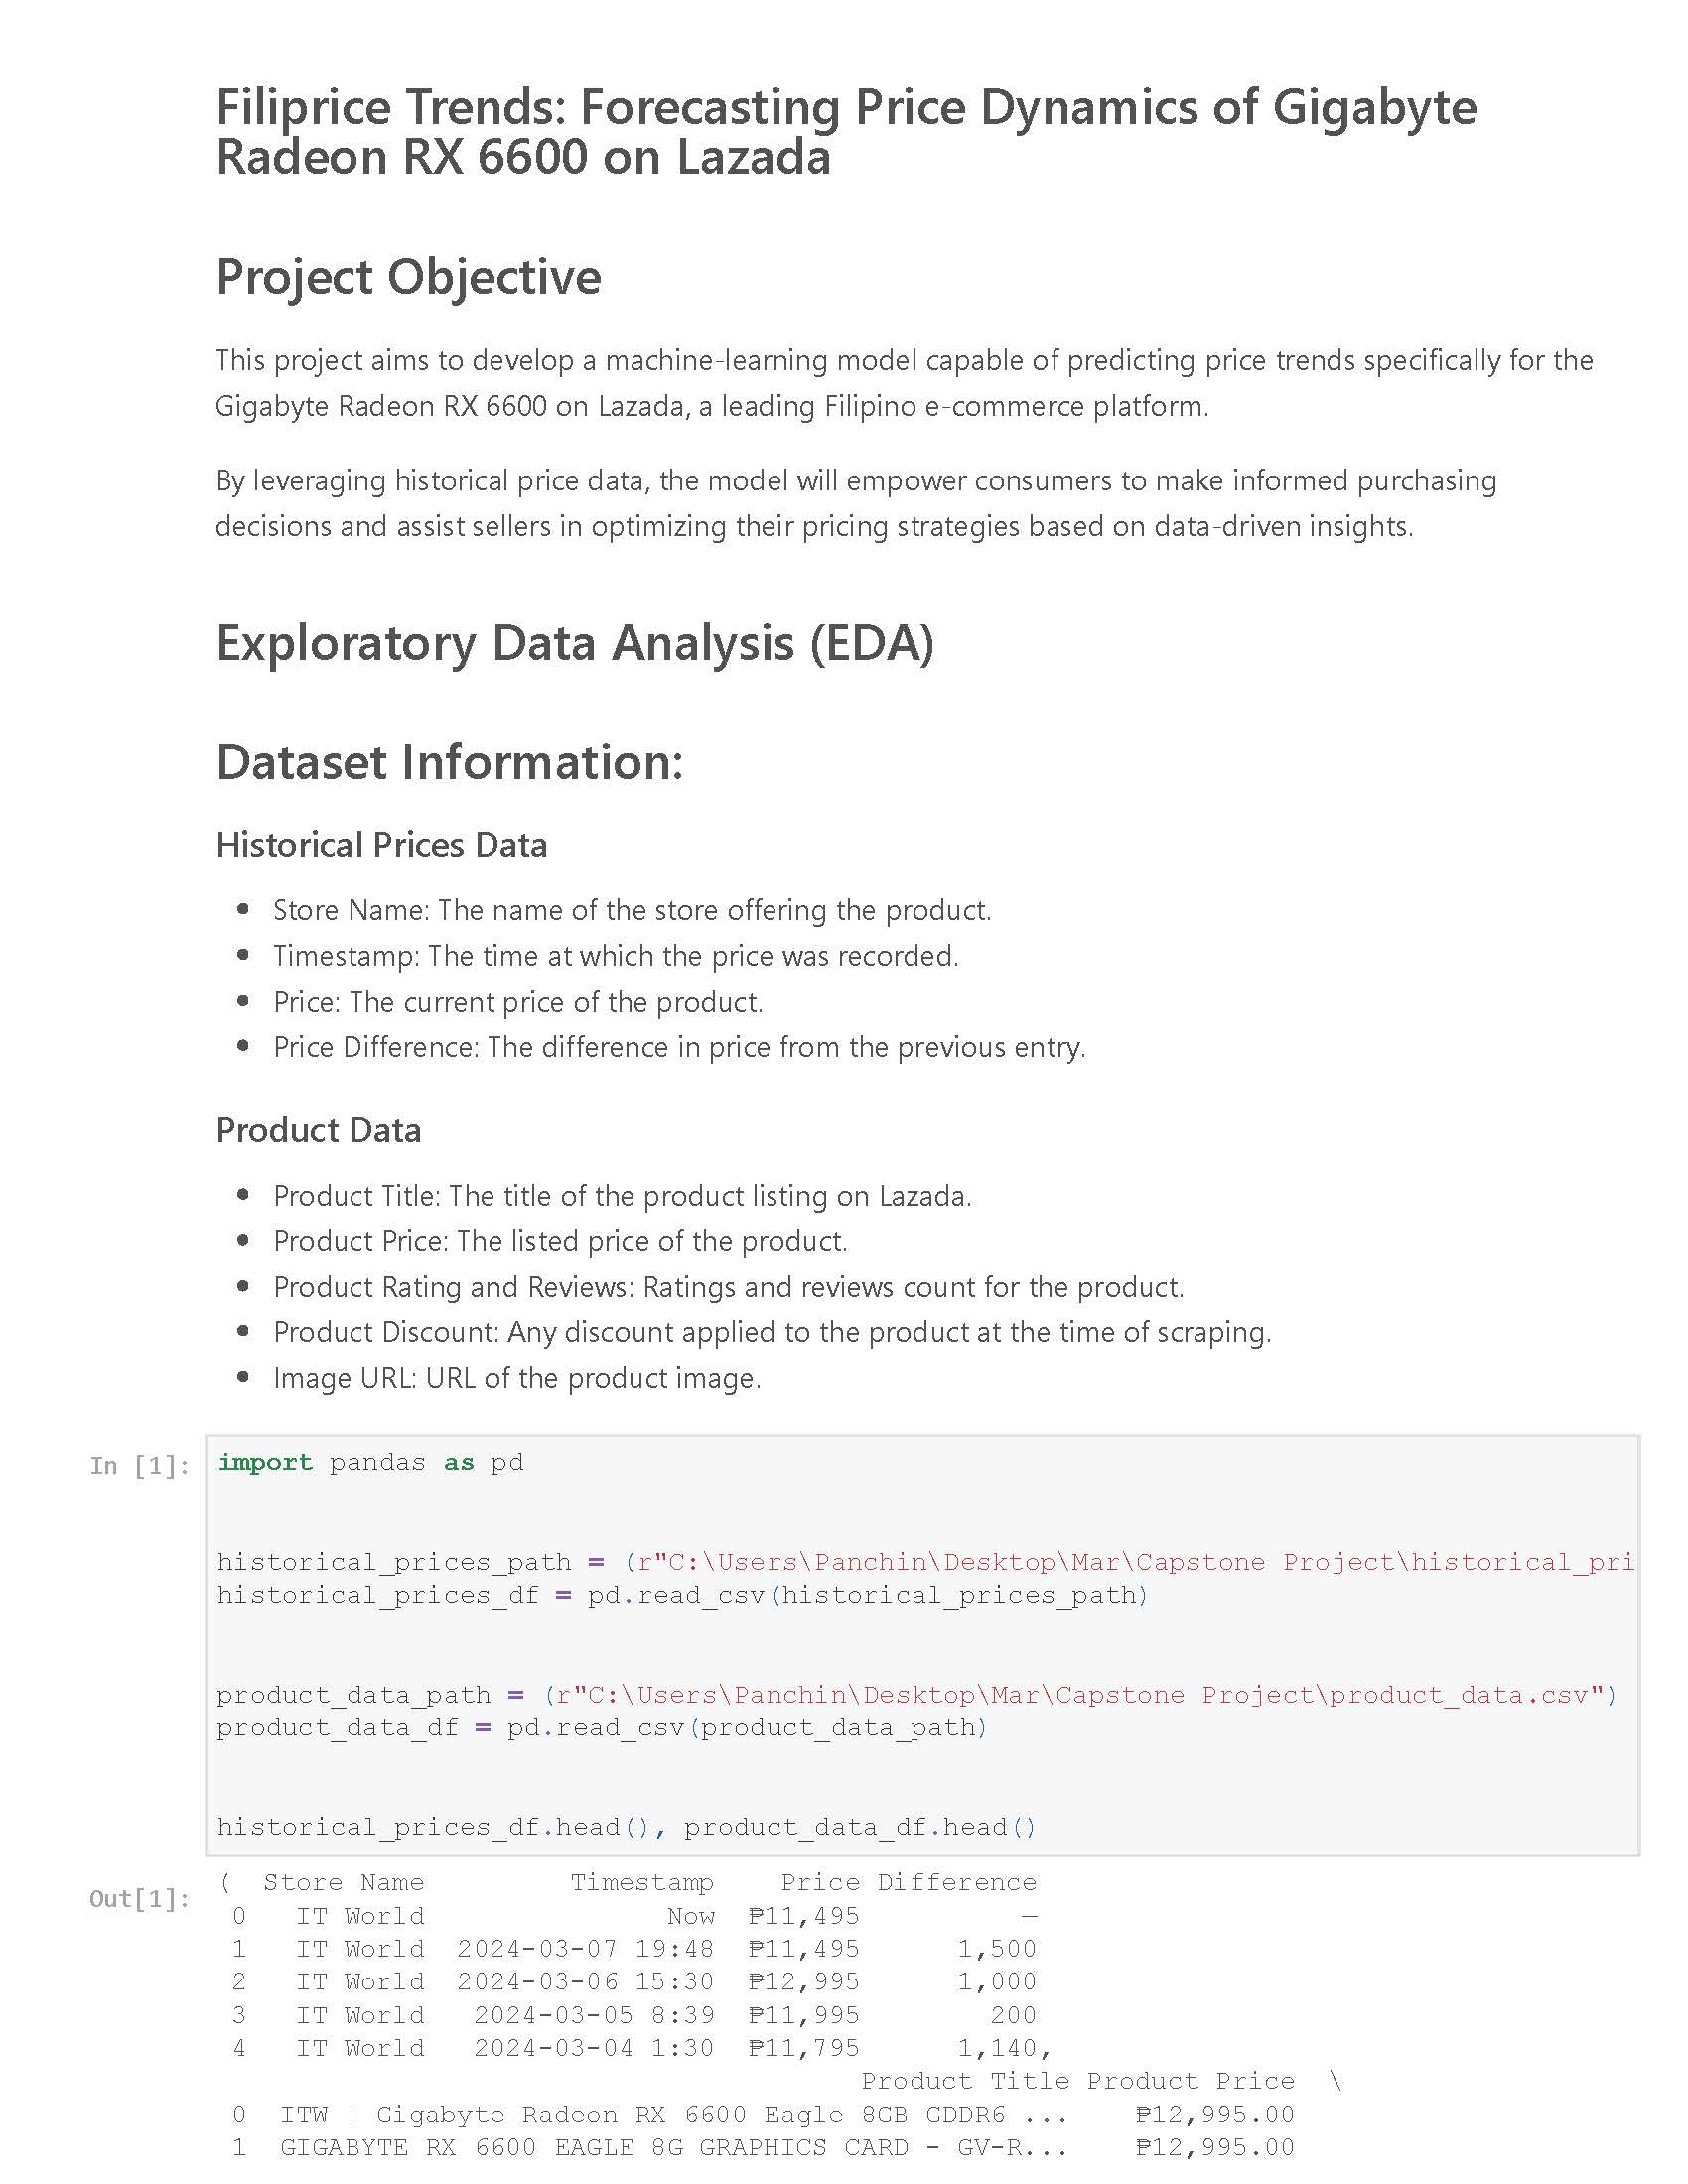 Filiprice Trends: Forecasting Price Dynamics of Gigabyte
Radeon RX 6600 on Lazada
Project Objective
This project aims to develop a machine-learning model capable of predicting price trends specifically for the
Gigabyte Radeon RX 6600 on Lazada, a leading Filipino e-commerce platform.
By leveraging historical price data, the model will empower consumers to make informed purchasing
decisions and assist sellers in optimizing their pricing strategies based on data-driven insights.
Exploratory Data Analysis (EDA)
Dataset Information:
Historical Prices Data
• Store Name: The name of the store offering the product.
• Timestamp: The time at which the price was recorded.
• Price: The current price of the product.
• Price Difference: The difference in price from the previous entry.
Product Data
• Product Title: The title of the product listing on Lazada.
• Product Price: The listed price of the product.
• Product Rating and Reviews: Ratings and reviews count for the product.
• Product Discount: Any discount applied to the product at the time of scraping.
• Image URL: URL of the product image.
In [1]: import pandas as pd
historical_prices_path = (r"C:\Users\Panchin\Desktop\Mar\Capstone Project\historical_pri
historical_prices_df = pd.read_csv(historical_prices_path)
product_data_path = (r"C:\Users\Panchin\Desktop\Mar\Capstone Project\product_data.csv")
product_data_df = pd.read_csv(product_data_path)
historical_prices_df.head(), product_data_df.head()
Out[1]: (  Store Name         Timestamp    Price Difference
0   IT World               Now  ₱11,495          —
1   IT World  2024-03-07 19:48  ₱11,495      1,500
2   IT World  2024-03-06 15:30  ₱12,995      1,000
3   IT World   2024-03-05 8:39  ₱11,995        200
4   IT World   2024-03-04 1:30  ₱11,795      1,140,
Product Title Product Price  \
0  ITW | Gigabyte Radeon RX 6600 Eagle 8GB GDDR6 ...    ₱12,995.00
1  GIGABYTE RX 6600 EAGLE 8G GRAPHICS CARD - GV-R...    ₱12,995.00